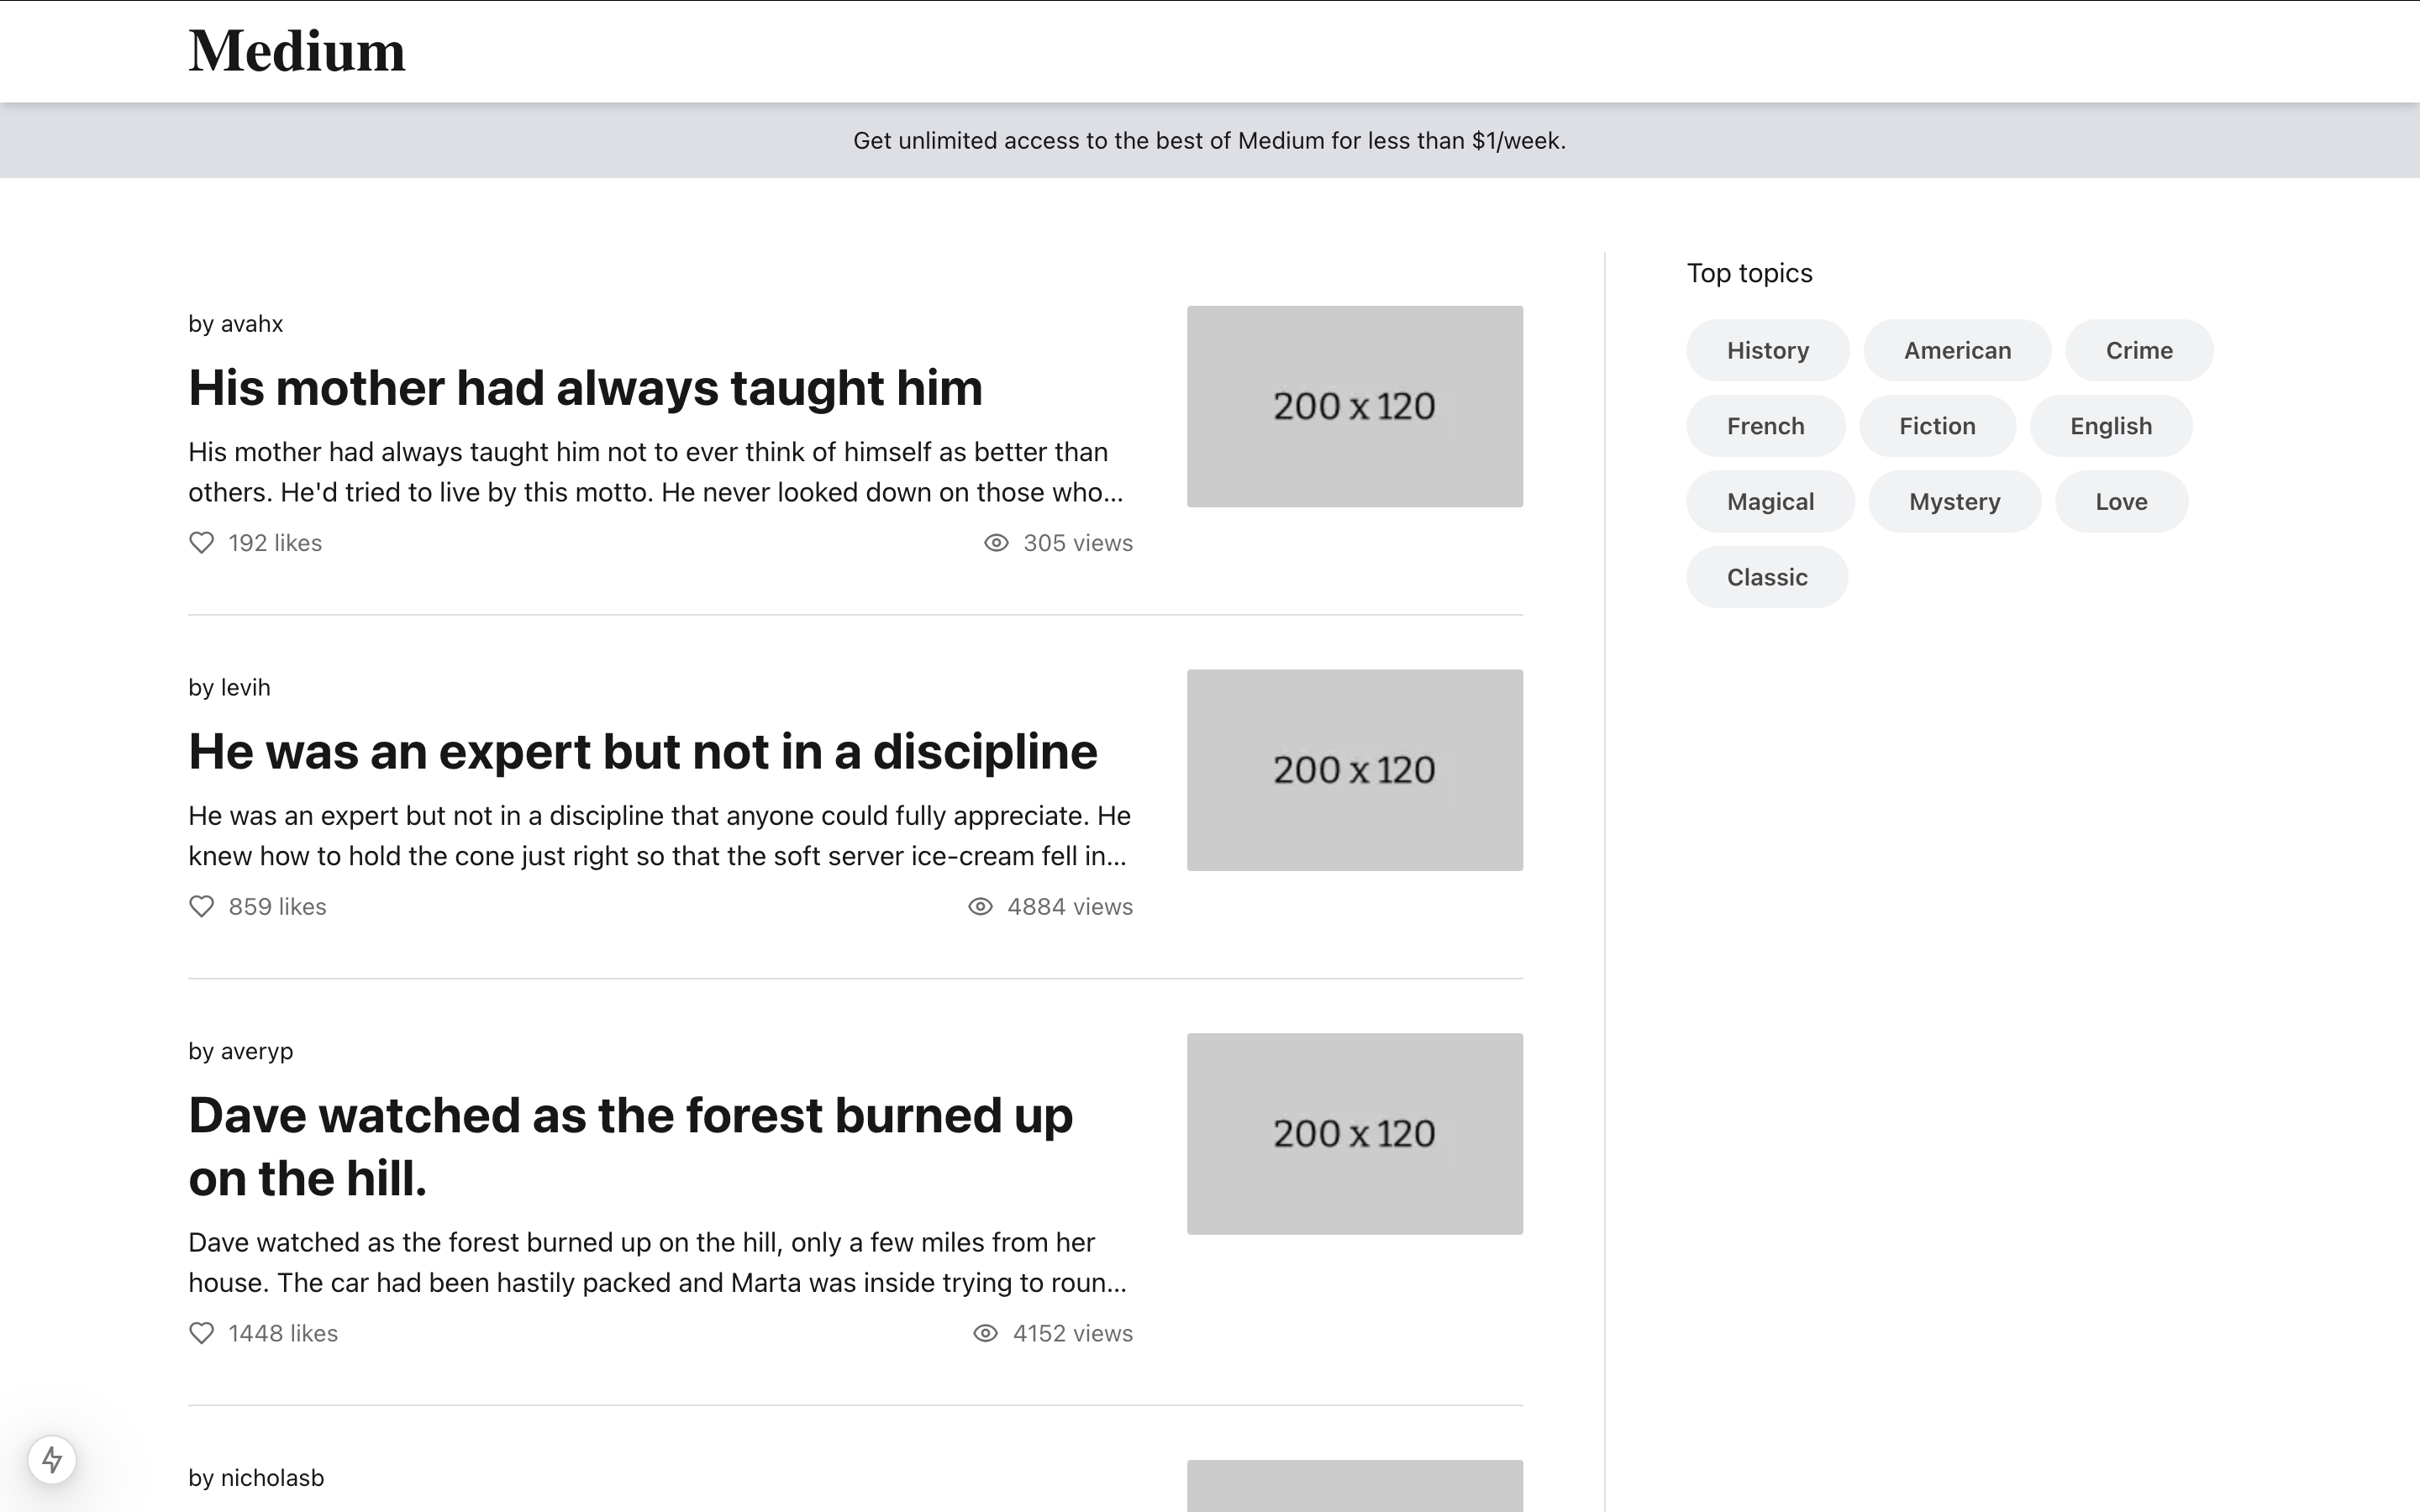 Medium
Get unlimited access to the best of Medium for less than $1/week.
by avahx
His mother had always taught him
His mother had always taught him not to ever think of himself as better than
others. He'd tried to live by this motto. He never looked down on those who...
192 likes
305 views
200 x 120
by levih
He was an expert but not in a discipline
He was an expert but not in a discipline that anyone could fully appreciate. He
knew how to hold the cone just right so that the soft server ice-cream fell in...
859 likes
4884 views
200 x 120
by averyp
Dave watched as the forest burned up
on the hill.
Dave watched as the forest burned up on the hill, only a few miles from her
house. The car had been hastily packed and Marta was inside trying to roun...
1448 likes
4152 views
200 x 120
by nicholasb
Top topics
History
American
Crime
French
Fiction
English
Magical
Mystery
Love
Classic